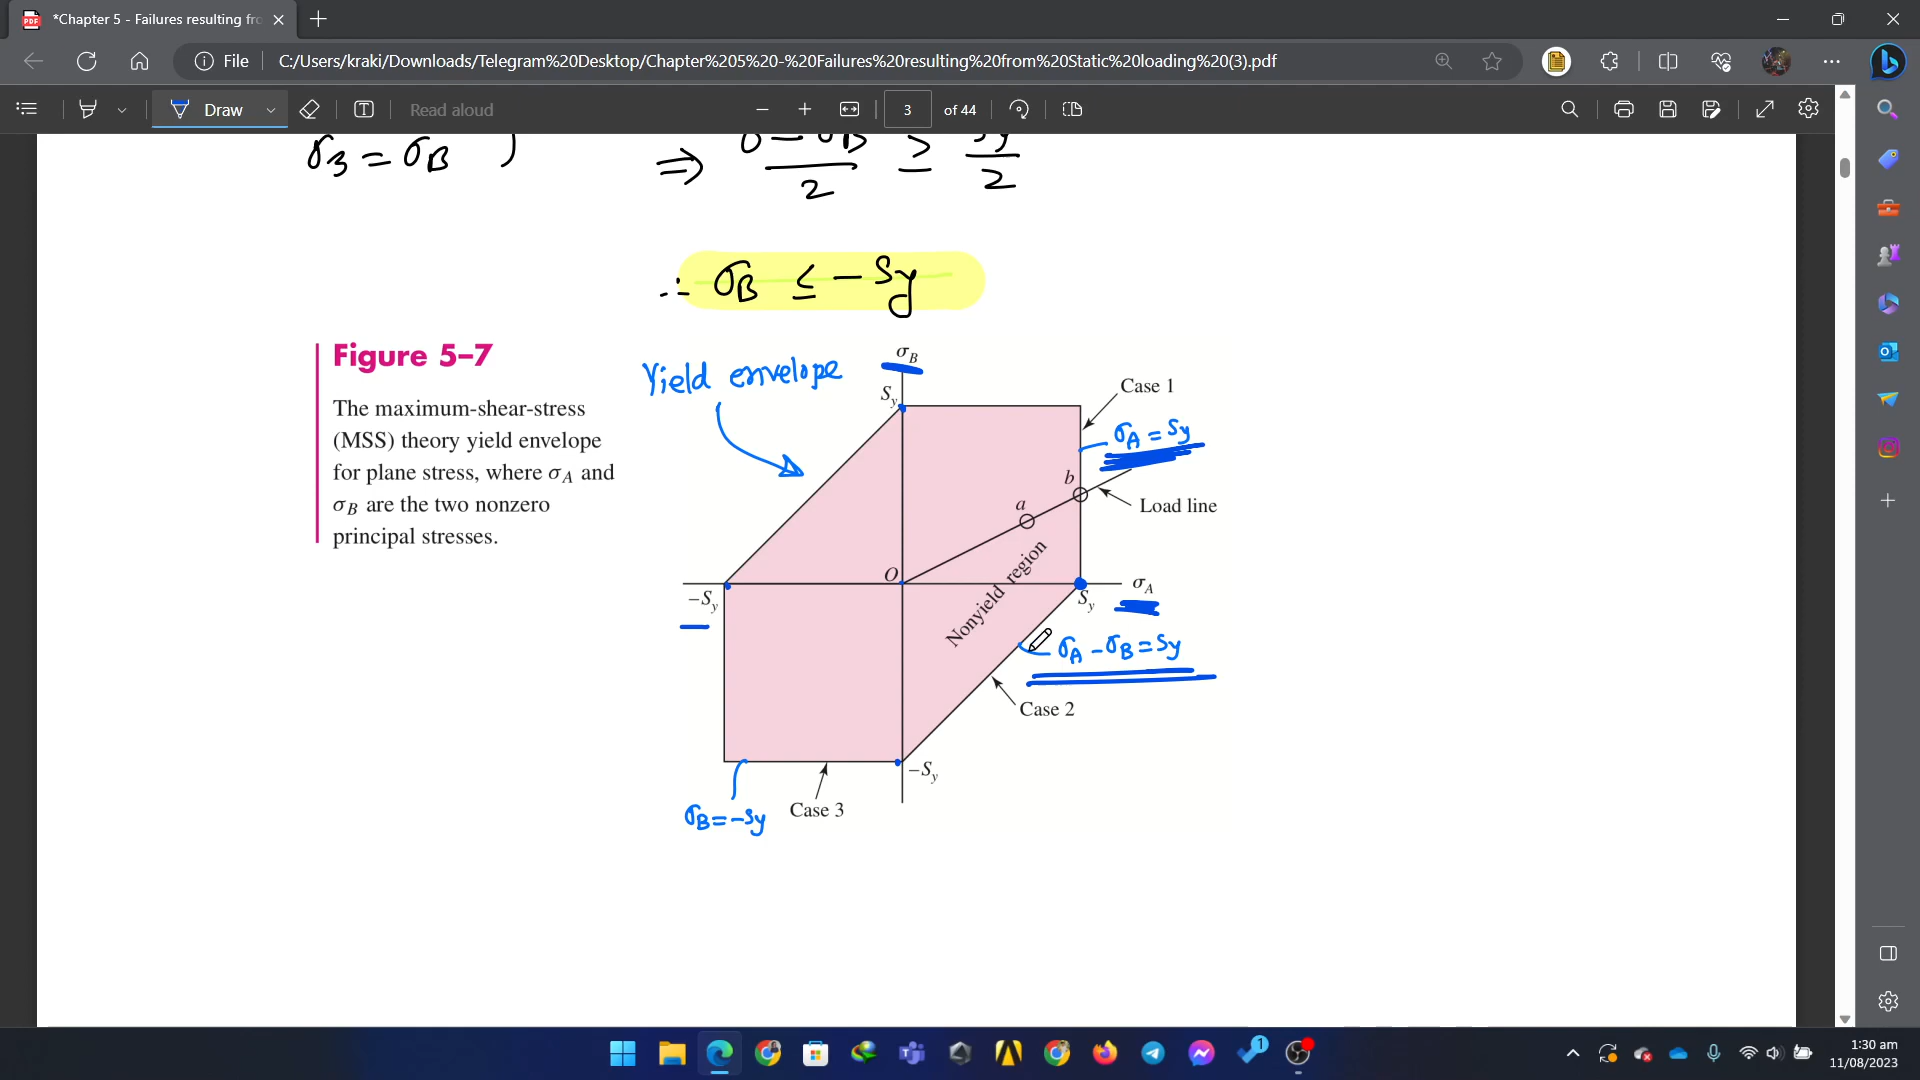 *Chapter 5 - Failures resulting fro
File
C:/Users/kraki/Downloads/Telegram%20Desktop/Chapter%205%20-%20Failures%20resulting%20from%20Static%20loading%20(3).pdf
Draw
Read aloud
3
of 44
σ3 = σB )
⇒ 0 − σB / 2 ≥ Sy / 2
∴ σB ≤ − Sy
Figure 5–7
The maximum-shear-stress
(MSS) theory yield envelope
for plane stress, where σA and
σB are the two nonzero
principal stresses.
Yield envelope
σB
Sy
Case 1
σA = Sy
b
a
Load line
O
Nonyield region
−Sy
Sy
σA
σA − σB = Sy
Case 2
−Sy
σB = −Sy
Case 3
1
1:30 am
11/08/2023